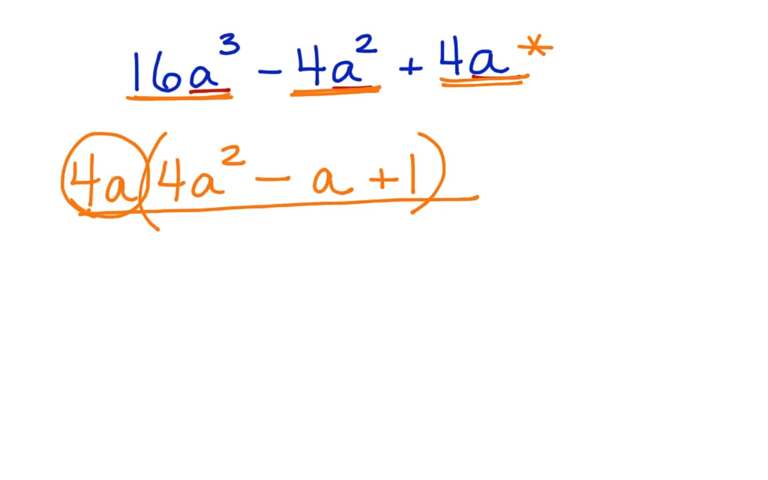 16a³ - 4a² + 4a *
4a(4a² - a + 1)